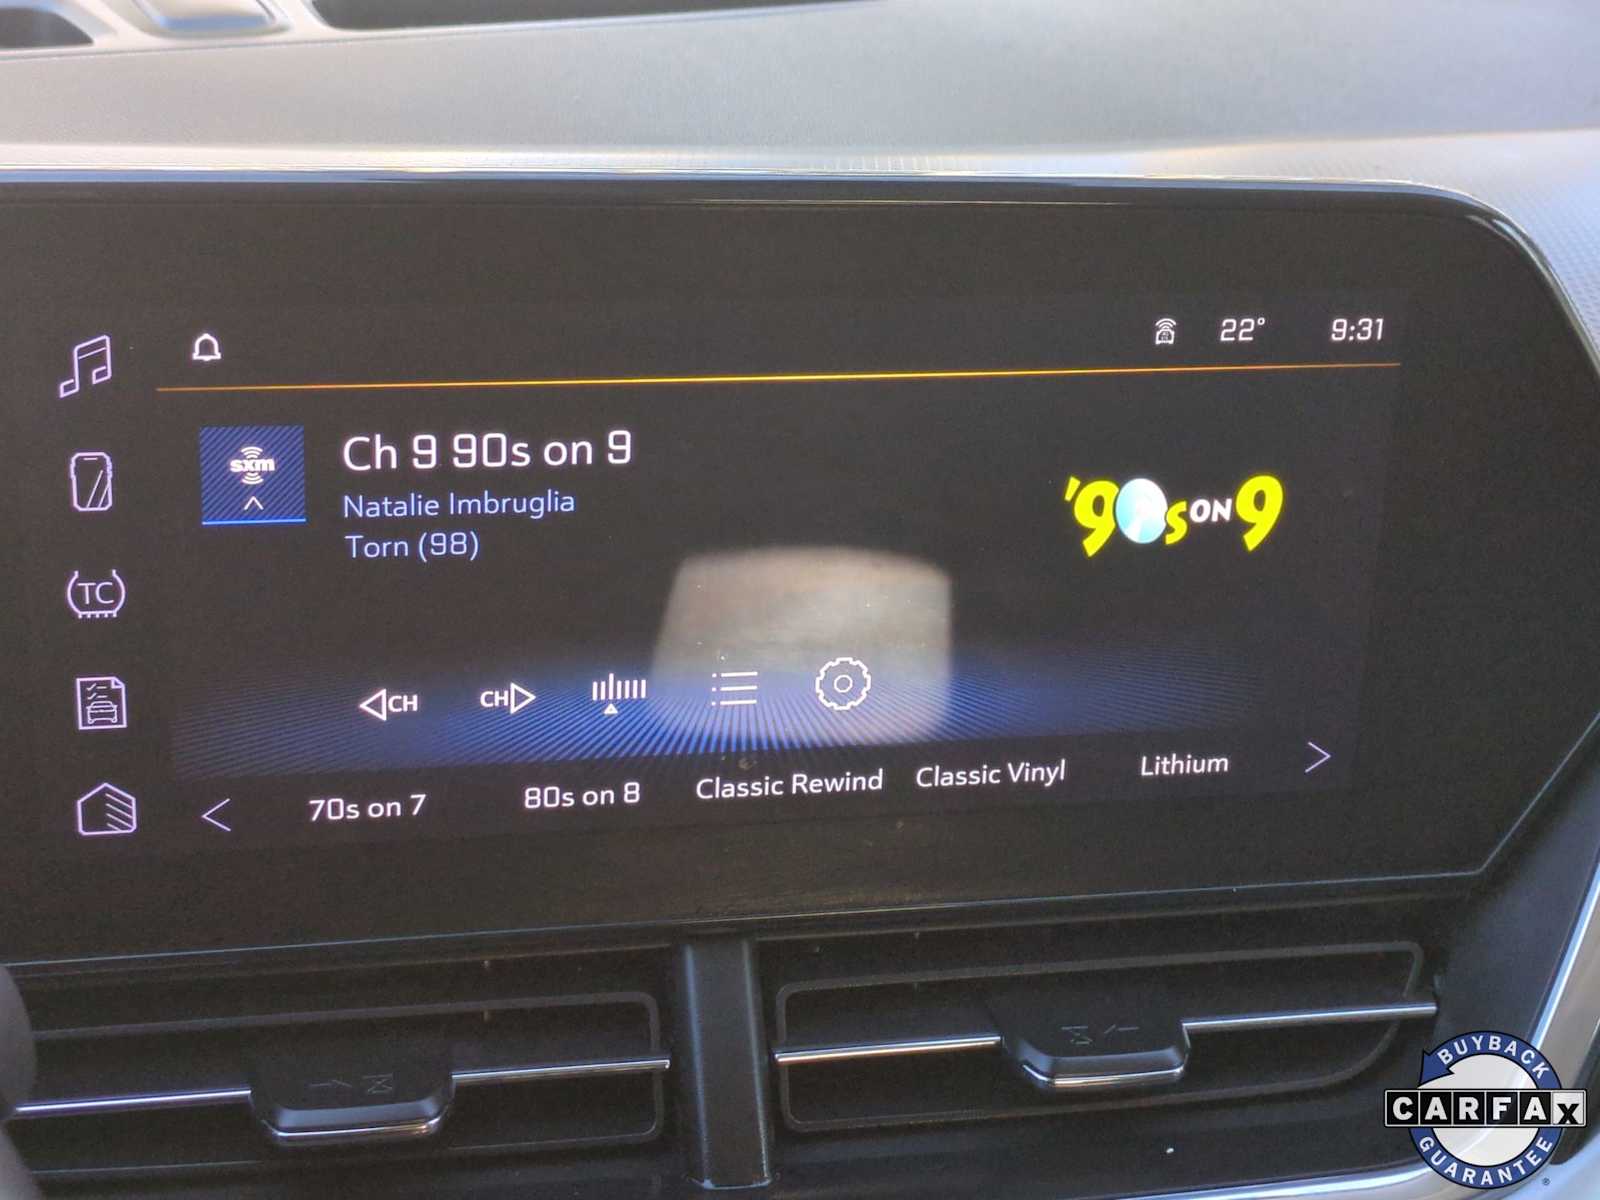 22° 9:31
sxm
Ch 9 90s on 9
Natalie Imbruglia
Torn (98)
'90s ON 9
TC
CH CH
70s on 7 80s on 8 Classic Rewind Classic Vinyl Lithium
BUYBACK
CARFAX
GUARANTEE
®